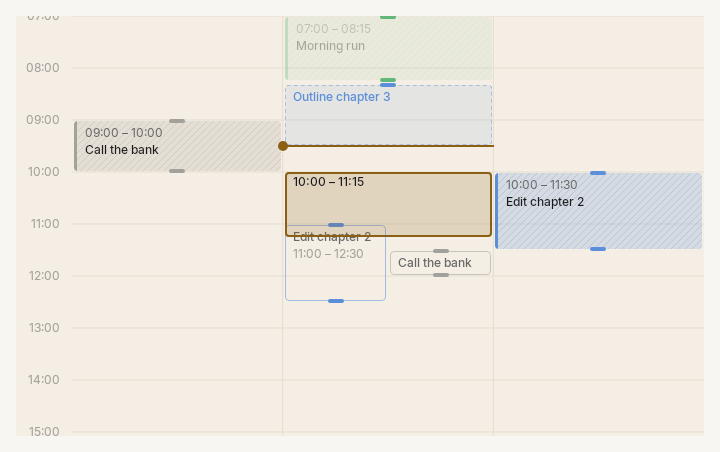 07:00
08:00
09:00
10:00
11:00
12:00
13:00
14:00
15:00
09:00 – 10:00
Call the bank
07:00 – 08:15
Morning run
Outline chapter 3
10:00 – 11:15
Edit chapter 2
11:00 – 12:30
Call the bank
10:00 – 11:30
Edit chapter 2